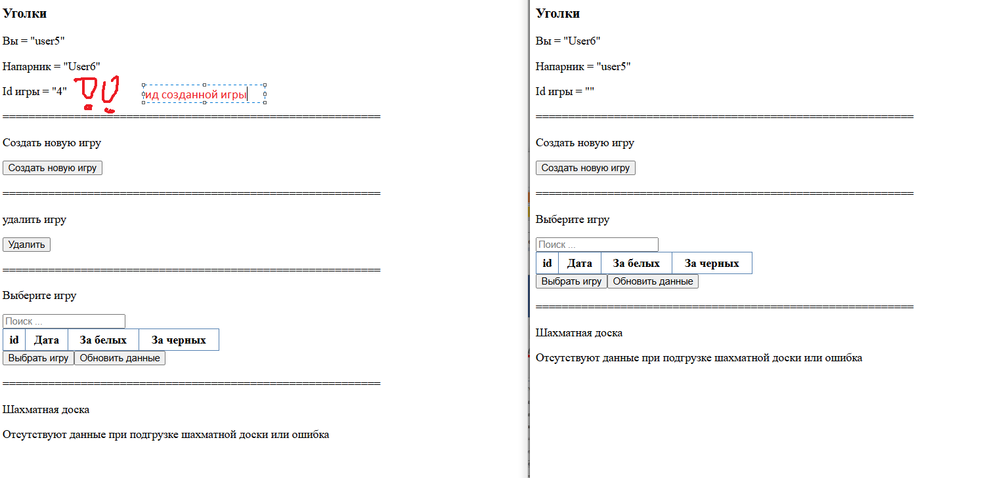 Уголки
Вы = "user5"
Напарник = "User6"
Id игры = "4"
ид созданной игры
==========================================================
Создать новую игру
Создать новую игру
==========================================================
удалить игру
Удалить
==========================================================
Выберите игру
Поиск ...
id Дата За белых За черных
Выбрать игру Обновить данные
==========================================================
Шахматная доска
Отсутствуют данные при подгрузке шахматной доски или ошибка
Уголки
Вы = "User6"
Напарник = "user5"
Id игры = ""
==========================================================
Создать новую игру
Создать новую игру
==========================================================
Выберите игру
Поиск ...
id Дата За белых За черных
Выбрать игру Обновить данные
==========================================================
Шахматная доска
Отсутствуют данные при подгрузке шахматной доски или ошибка